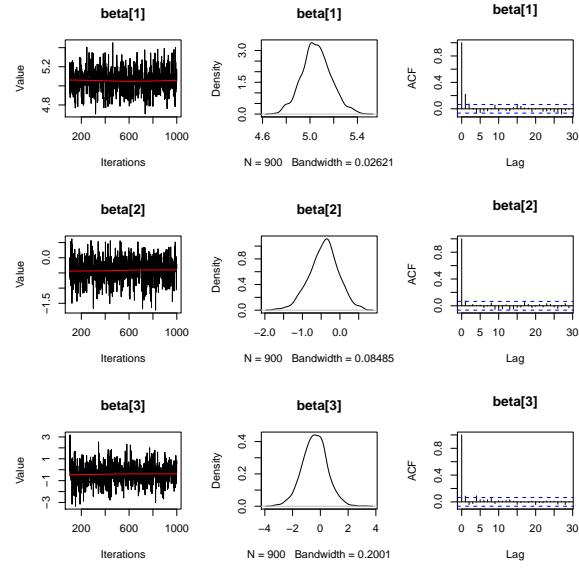 beta[1] beta[1] beta[1]
Value 4.8 5.2
200 600 1000
Iterations
Density 0.0 1.5 3.0
4.6 5.0 5.4
N = 900 Bandwidth = 0.02621
ACF 0.0 0.4 0.8
0 5 15 20 25 30
Lag
beta[2] beta[2] beta[2]
Value −1.5 0.0
200 600 1000
Iterations
Density 0.0 0.4 0.8
−2.0 −1.0 0.0
N = 900 Bandwidth = 0.08485
ACF 0.0 0.4 0.8
0 5 15 20 25 30
Lag
beta[3] beta[3] beta[3]
Value −3 −1 1 3
200 600 1000
Iterations
Density 0.0 0.2 0.4
−4 −2 0 2 4
N = 900 Bandwidth = 0.2001
ACF 0.0 0.4 0.8
0 5 15 20 25 30
Lag